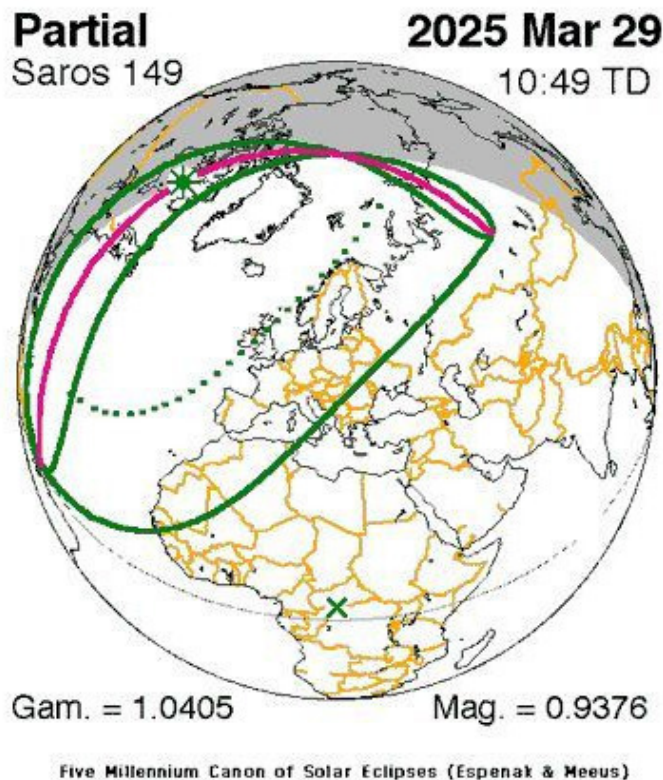 Partial 2025 Mar 29
Saros 149 10:49 TD
Gam. = 1.0405 Mag. = 0.9376
Five Millennium Canon of Solar Eclipses (Espenak & Meeus)